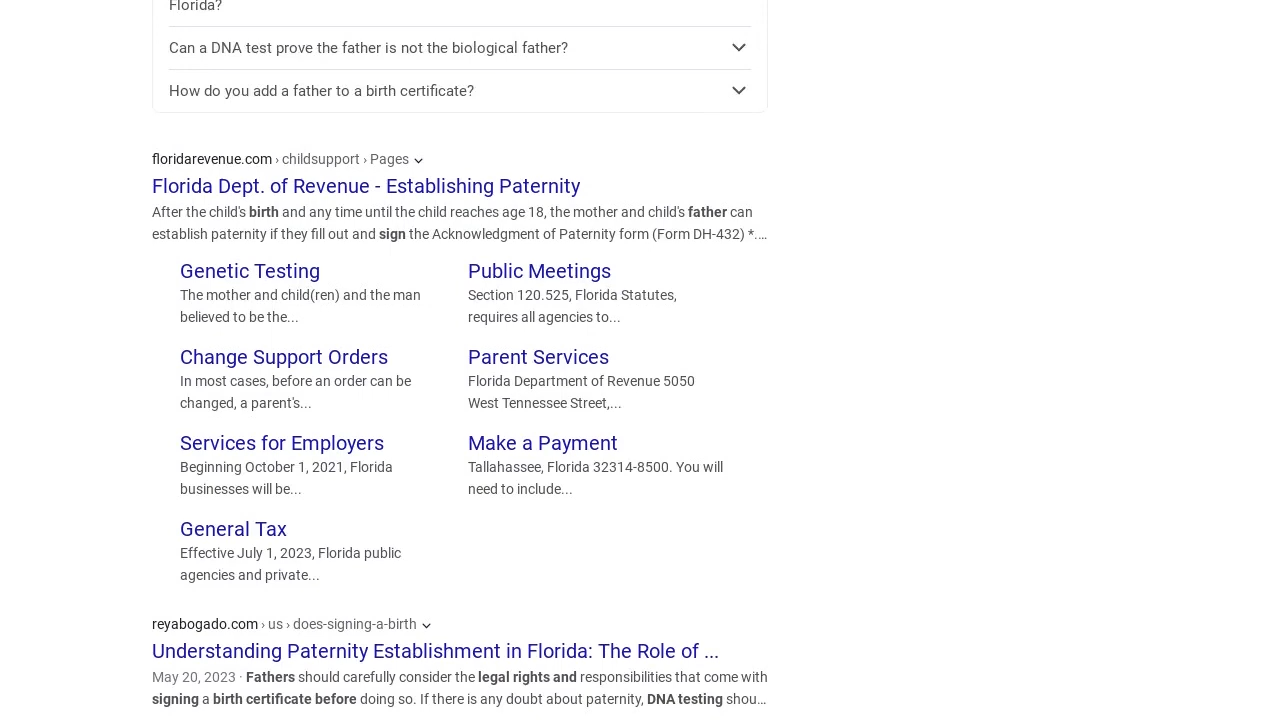 Florida?
Can a DNA test prove the father is not the biological father?
How do you add a father to a birth certificate?
floridarevenue.com › childsupport › Pages
Florida Dept. of Revenue - Establishing Paternity
After the child's birth and any time until the child reaches age 18, the mother and child's father can
establish paternity if they fill out and sign the Acknowledgment of Paternity form (Form DH-432) *....
Genetic Testing
The mother and child(ren) and the man
believed to be the...
Public Meetings
Section 120.525, Florida Statutes,
requires all agencies to...
Change Support Orders
In most cases, before an order can be
changed, a parent's...
Parent Services
Florida Department of Revenue 5050
West Tennessee Street,...
Services for Employers
Beginning October 1, 2021, Florida
businesses will be...
Make a Payment
Tallahassee, Florida 32314-8500. You will
need to include...
General Tax
Effective July 1, 2023, Florida public
agencies and private...
reyabogado.com › us › does-signing-a-birth
Understanding Paternity Establishment in Florida: The Role of ...
May 20, 2023 · Fathers should carefully consider the legal rights and responsibilities that come with
signing a birth certificate before doing so. If there is any doubt about paternity, DNA testing shou...